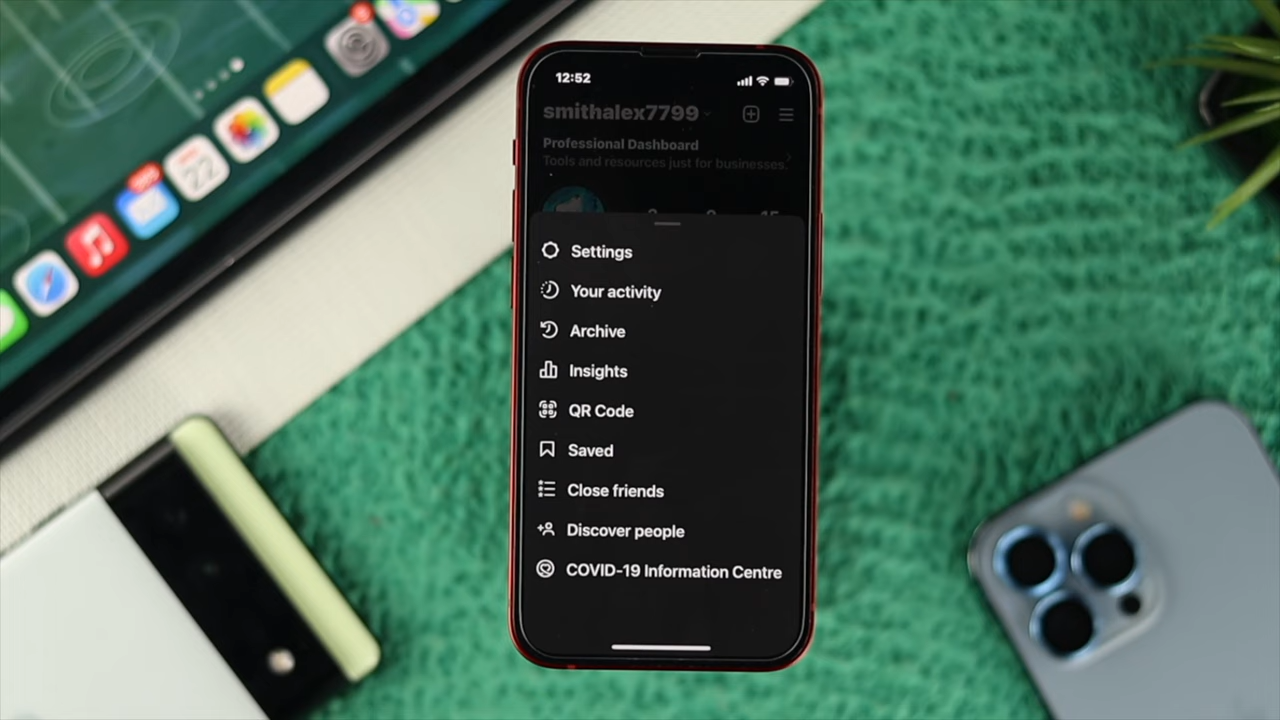 12:52
smithalex7799
Professional Dashboard
Tools and resources just for businesses.
Settings
Your activity
Archive
Insights
QR Code
Saved
Close friends
Discover people
COVID-19 Information Centre
22